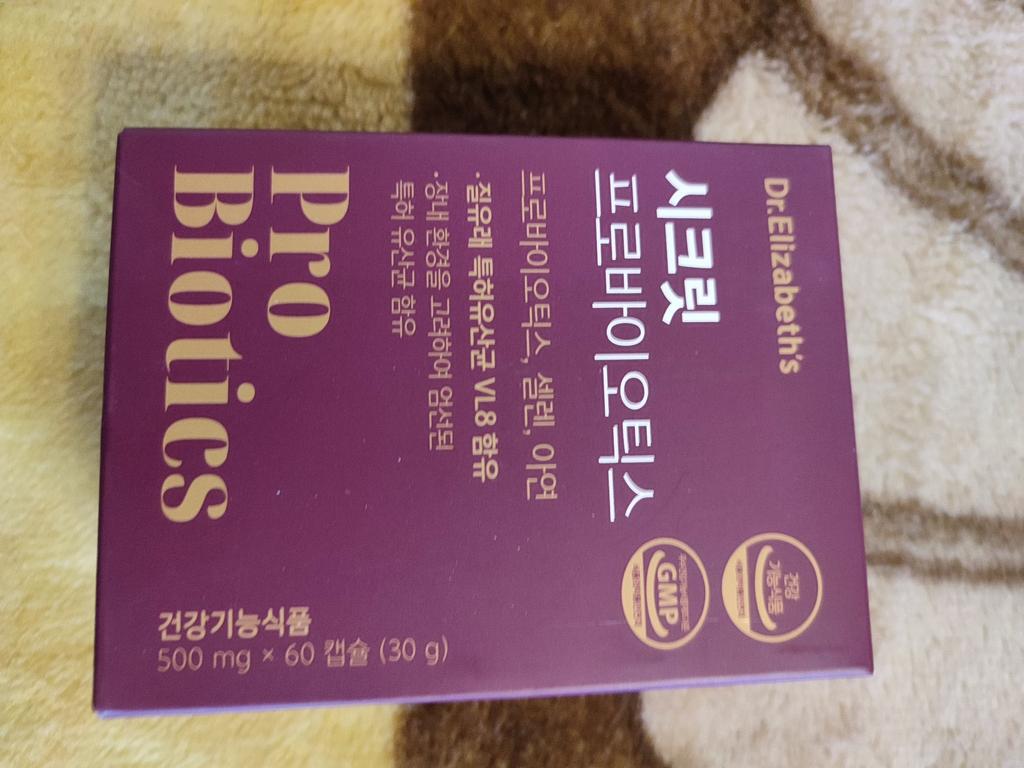 Dr.Elizabeth's
시크릿
프로바이오틱스
프로바이오틱스, 셀렌, 아연
·질유래 특허유산균 VL8 함유
·장내 환경을 고려하여 엄선된
특허 유산균 함유
Pro
Biotics
건강
기능식품
GMP
건강기능식품
500 mg × 60 캡슐 (30 g)